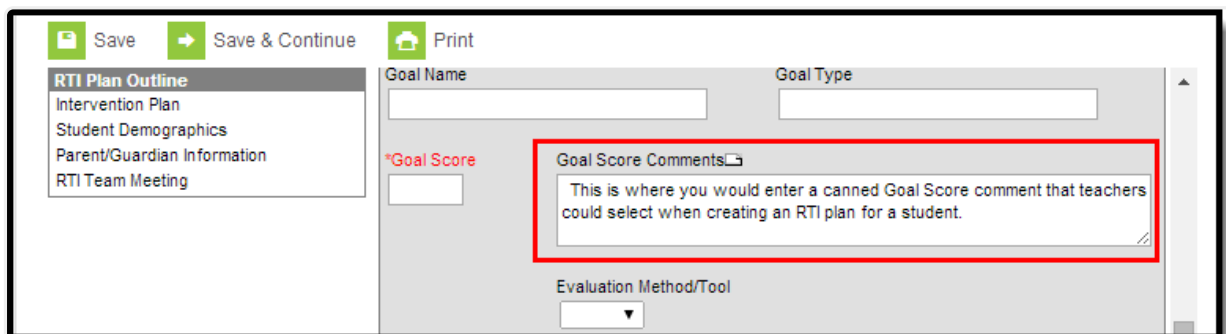 Save Save & Continue Print
RTI Plan Outline
Intervention Plan
Student Demographics
Parent/Guardian Information
RTI Team Meeting
Goal Name Goal Type
*Goal Score Goal Score Comments
This is where you would enter a canned Goal Score comment that teachers
could select when creating an RTI plan for a student.
Evaluation Method/Tool